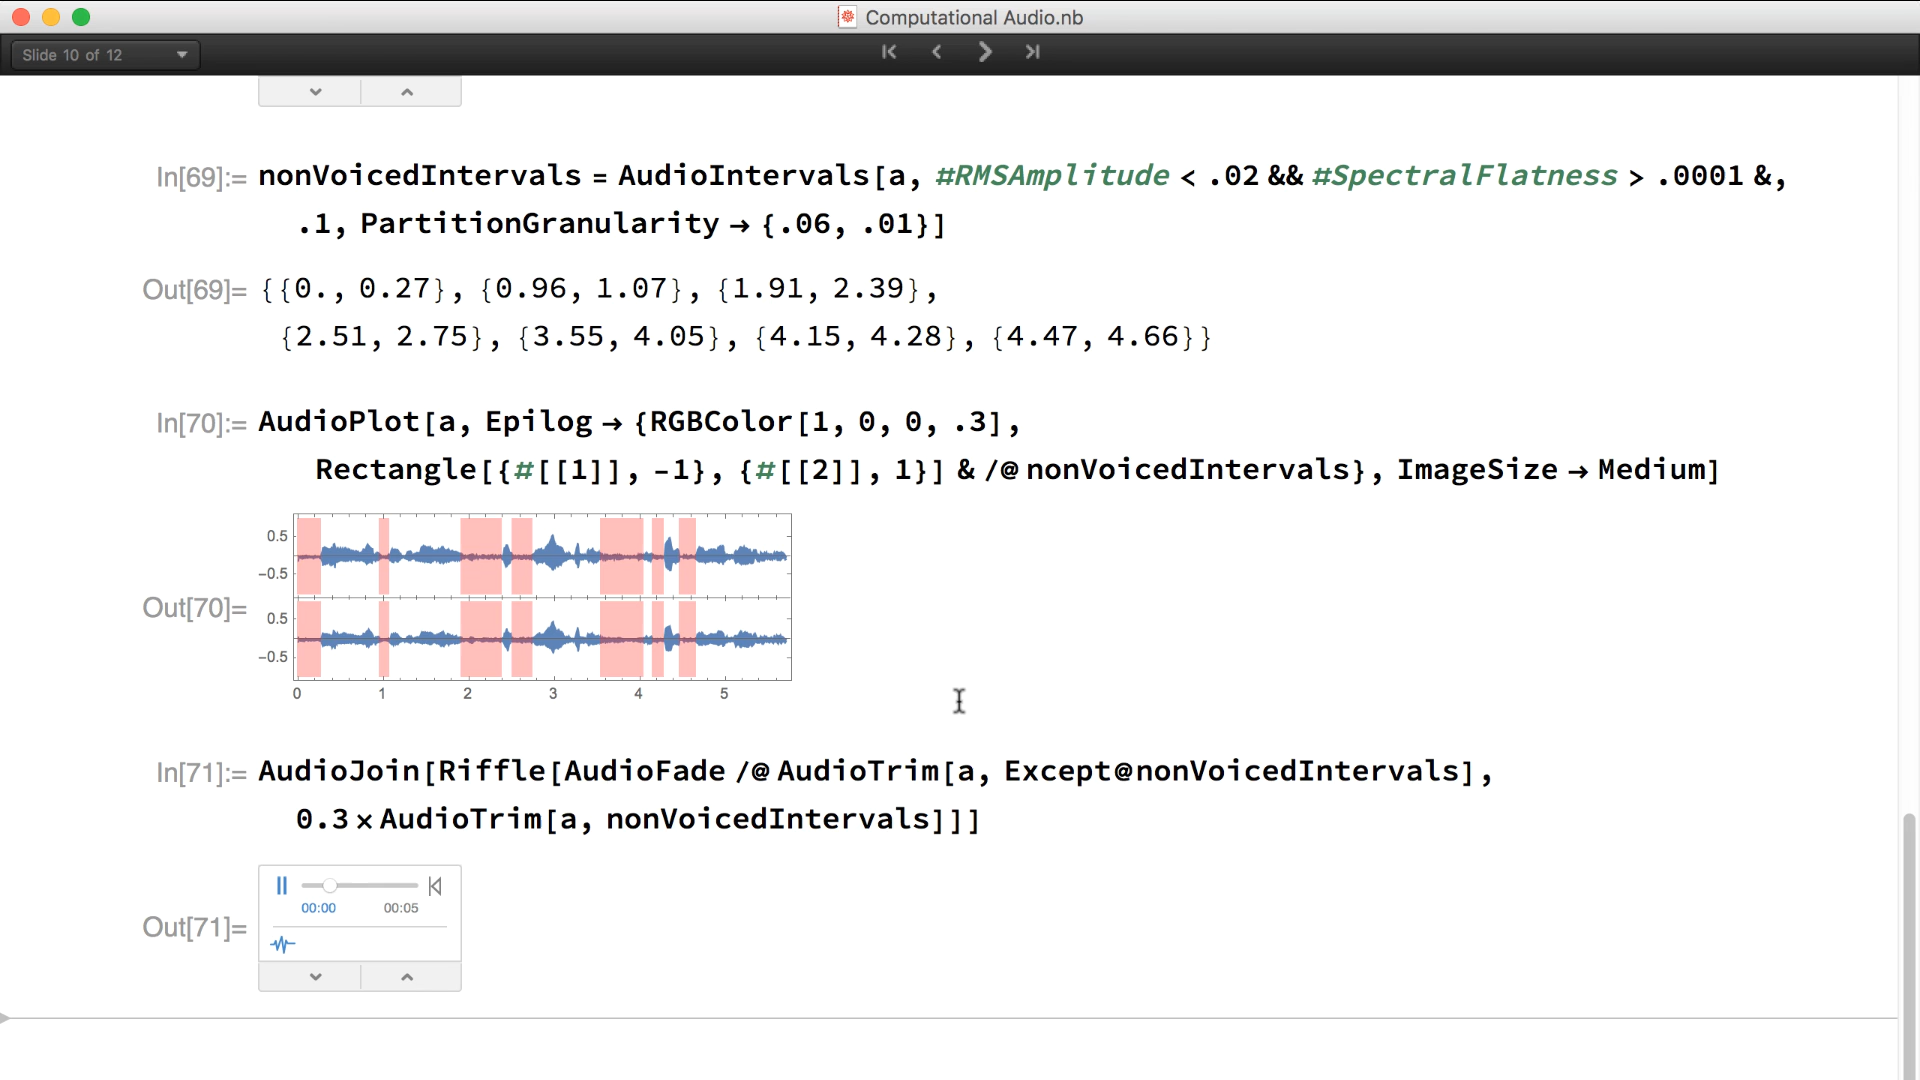 Computational Audio.nb
Slide 10 of 12
In[69]:= nonVoicedIntervals = AudioIntervals[a, #RMSAmplitude < .02 && #SpectralFlatness > .0001 &,
.1, PartitionGranularity → {.06, .01}]
Out[69]= {{0., 0.27}, {0.96, 1.07}, {1.91, 2.39},
{2.51, 2.75}, {3.55, 4.05}, {4.15, 4.28}, {4.47, 4.66}}
In[70]:= AudioPlot[a, Epilog → {RGBColor[1, 0, 0, .3],
Rectangle[{#[[1]], -1}, {#[[2]], 1}] & /@ nonVoicedIntervals}, ImageSize → Medium]
0.5
-0.5
Out[70]=
0.5
-0.5
0 1 2 3 4 5
In[71]:= AudioJoin[Riffle[AudioFade /@ AudioTrim[a, Except@nonVoicedIntervals],
0.3 × AudioTrim[a, nonVoicedIntervals]]]
00:00 00:05
Out[71]=